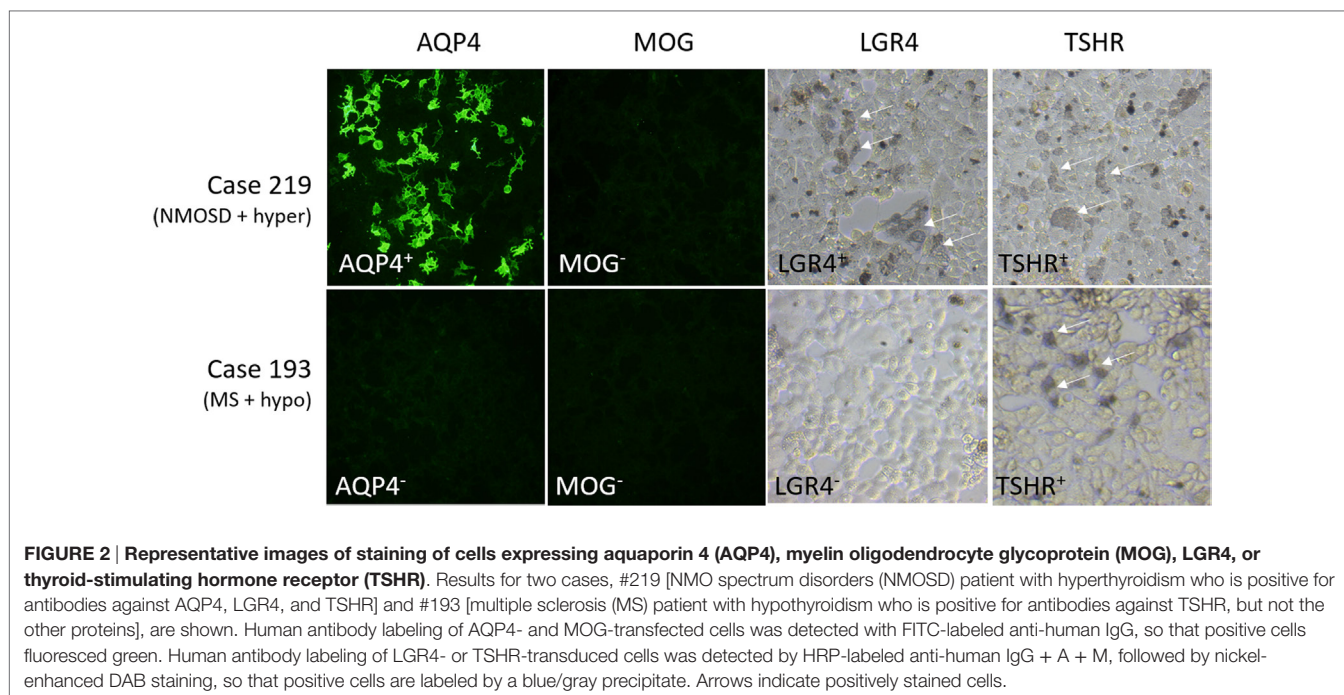 AQP4 MOG LGR4 TSHR
Case 219
(NMOSD + hyper)
AQP4⁺ MOG⁻ LGR4⁺ TSHR⁺
Case 193
(MS + hypo)
AQP4⁻ MOG⁻ LGR4⁻ TSHR⁺
FIGURE 2 | Representative images of staining of cells expressing aquaporin 4 (AQP4), myelin oligodendrocyte glycoprotein (MOG), LGR4, or
thyroid-stimulating hormone receptor (TSHR). Results for two cases, #219 [NMO spectrum disorders (NMOSD) patient with hyperthyroidism who is positive for
antibodies against AQP4, LGR4, and TSHR] and #193 [multiple sclerosis (MS) patient with hypothyroidism who is positive for antibodies against TSHR, but not the
other proteins], are shown. Human antibody labeling of AQP4- and MOG-transfected cells was detected with FITC-labeled anti-human IgG, so that positive cells
fluoresced green. Human antibody labeling of LGR4- or TSHR-transduced cells was detected by HRP-labeled anti-human IgG + A + M, followed by nickel-
enhanced DAB staining, so that positive cells are labeled by a blue/gray precipitate. Arrows indicate positively stained cells.